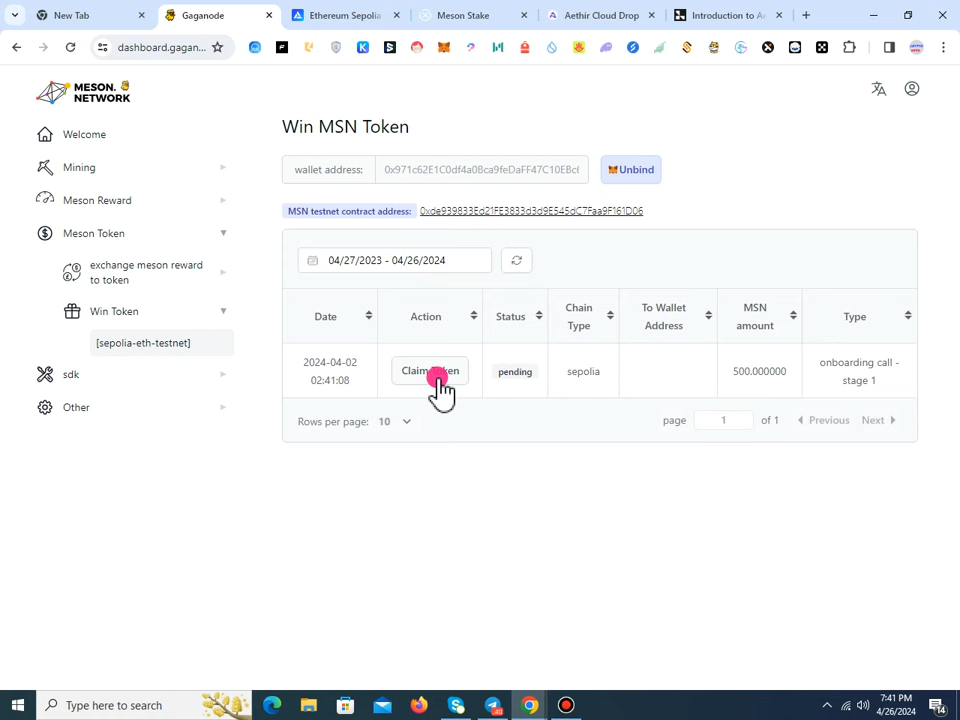 New Tab
Gaganode
Ethereum Sepolia
Meson Stake
Aethir Cloud Drop
Introduction to A
dashboard.gagan...
MESON.
NETWORK
Welcome
Mining
Meson Reward
Meson Token
exchange meson reward
to token
Win Token
[sepolia-eth-testnet]
sdk
Other
Win MSN Token
wallet address:
Unbind
MSN testnet contract address:
0xde939833Ed21FE3833d3d9E545dC7Faa9F161D06
04/27/2023 - 04/26/2024
Date
Action
Status
Chain
Type
To Wallet
Address
MSN
amount
Type
2024-04-02
02:41:08
Claim Token
pending
sepolia
500.000000
onboarding call -
stage 1
Rows per page: 10
page 1 of 1 Previous Next
Type here to search
7:41 PM
4/26/2024
14